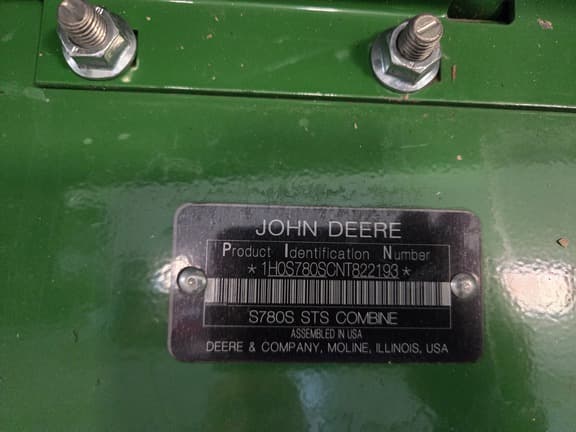 JOHN DEERE
Product Identification Number
*1H0S780SCNT822193*
S780S STS COMBINE
ASSEMBLED IN USA
DEERE & COMPANY, MOLINE, ILLINOIS, USA